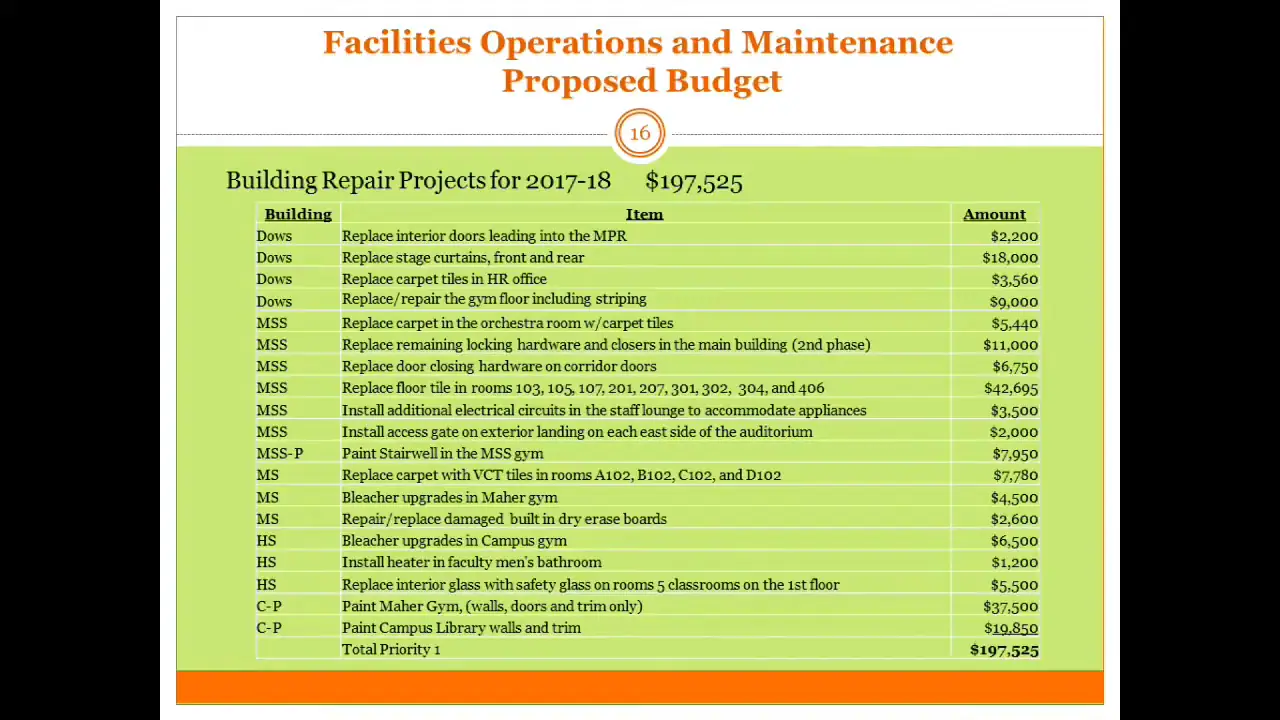 Facilities Operations and Maintenance
Proposed Budget
16
Building Repair Projects for 2017-18 $197,525
Building Item Amount
Dows Replace interior doors leading into the MPR $2,200
Dows Replace stage curtains, front and rear $18,000
Dows Replace carpet tiles in HR office $3,560
Dows Replace/repair the gym floor including striping $9,000
MSS Replace carpet in the orchestra room w/carpet tiles $5,440
MSS Replace remaining locking hardware and closers in the main building (2nd phase) $11,000
MSS Replace door closing hardware on corridor doors $6,750
MSS Replace floor tile in rooms 103, 105, 107, 201, 207, 301, 302, 304, and 406 $42,695
MSS Install additional electrical circuits in the staff lounge to accommodate appliances $3,500
MSS Install access gate on exterior landing on each east side of the auditorium $2,000
MSS-P Paint Stairwell in the MSS gym $7,950
MS Replace carpet with VCT tiles in rooms A102, B102, C102, and D102 $7,780
MS Bleacher upgrades in Maher gym $4,500
MS Repair/replace damaged built in dry erase boards $2,600
HS Bleacher upgrades in Campus gym $6,500
HS Install heater in faculty men's bathroom $1,200
HS Replace interior glass with safety glass on rooms 5 classrooms on the 1st floor $5,500
C-P Paint Maher Gym, (walls, doors and trim only) $37,500
C-P Paint Campus Library walls and trim $19,850
Total Priority 1 $197,525